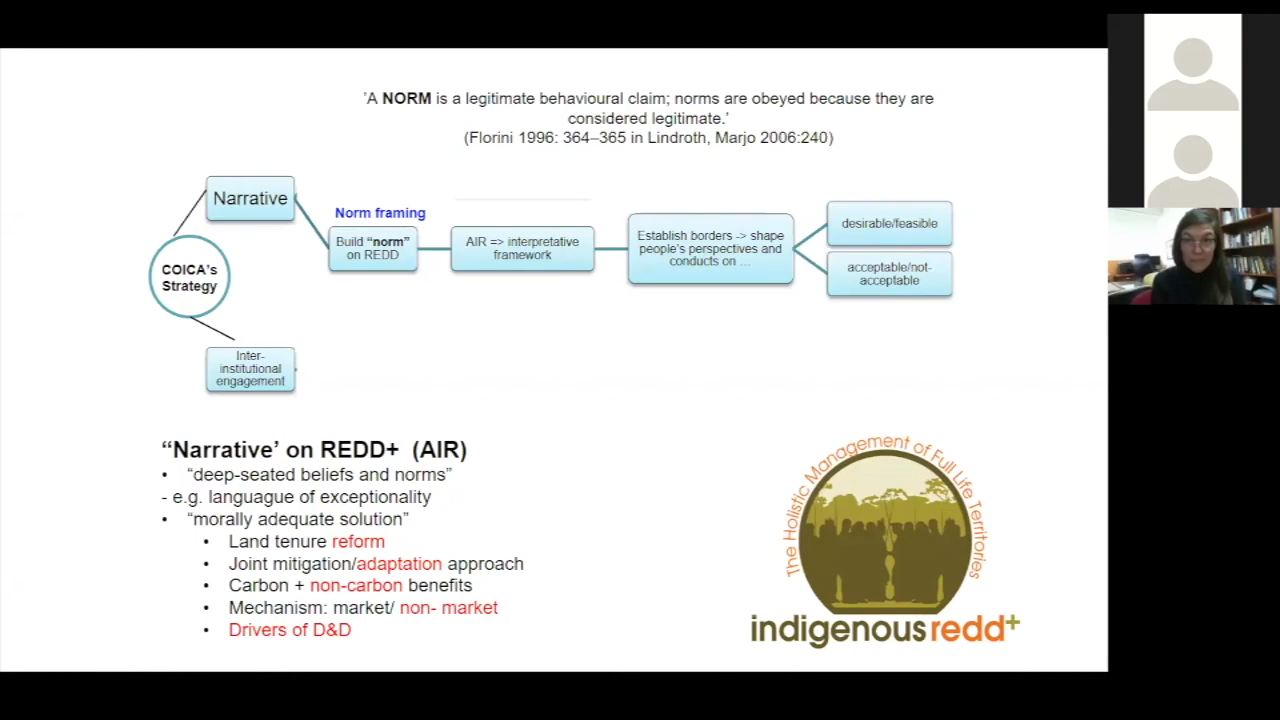 'A NORM is a legitimate behavioural claim; norms are obeyed because they are
considered legitimate.'
(Florini 1996: 364–365 in Lindroth, Marjo 2006:240)
Narrative
Norm framing
Build “norm”
on REDD
AIR => interpretative
framework
Establish borders -> shape
people's perspectives and
conducts on ...
desirable/feasible
acceptable/not-
acceptable
COICA's
Strategy
Inter-
institutional
engagement
“Narrative’ on REDD+ (AIR)
• “deep-seated beliefs and norms”
- e.g. languague of exceptionality
• “morally adequate solution”
• Land tenure reform
• Joint mitigation/adaptation approach
• Carbon + non-carbon benefits
• Mechanism: market/ non- market
• Drivers of D&D
The Holistic Management of Full Life Territories
indigenous redd+